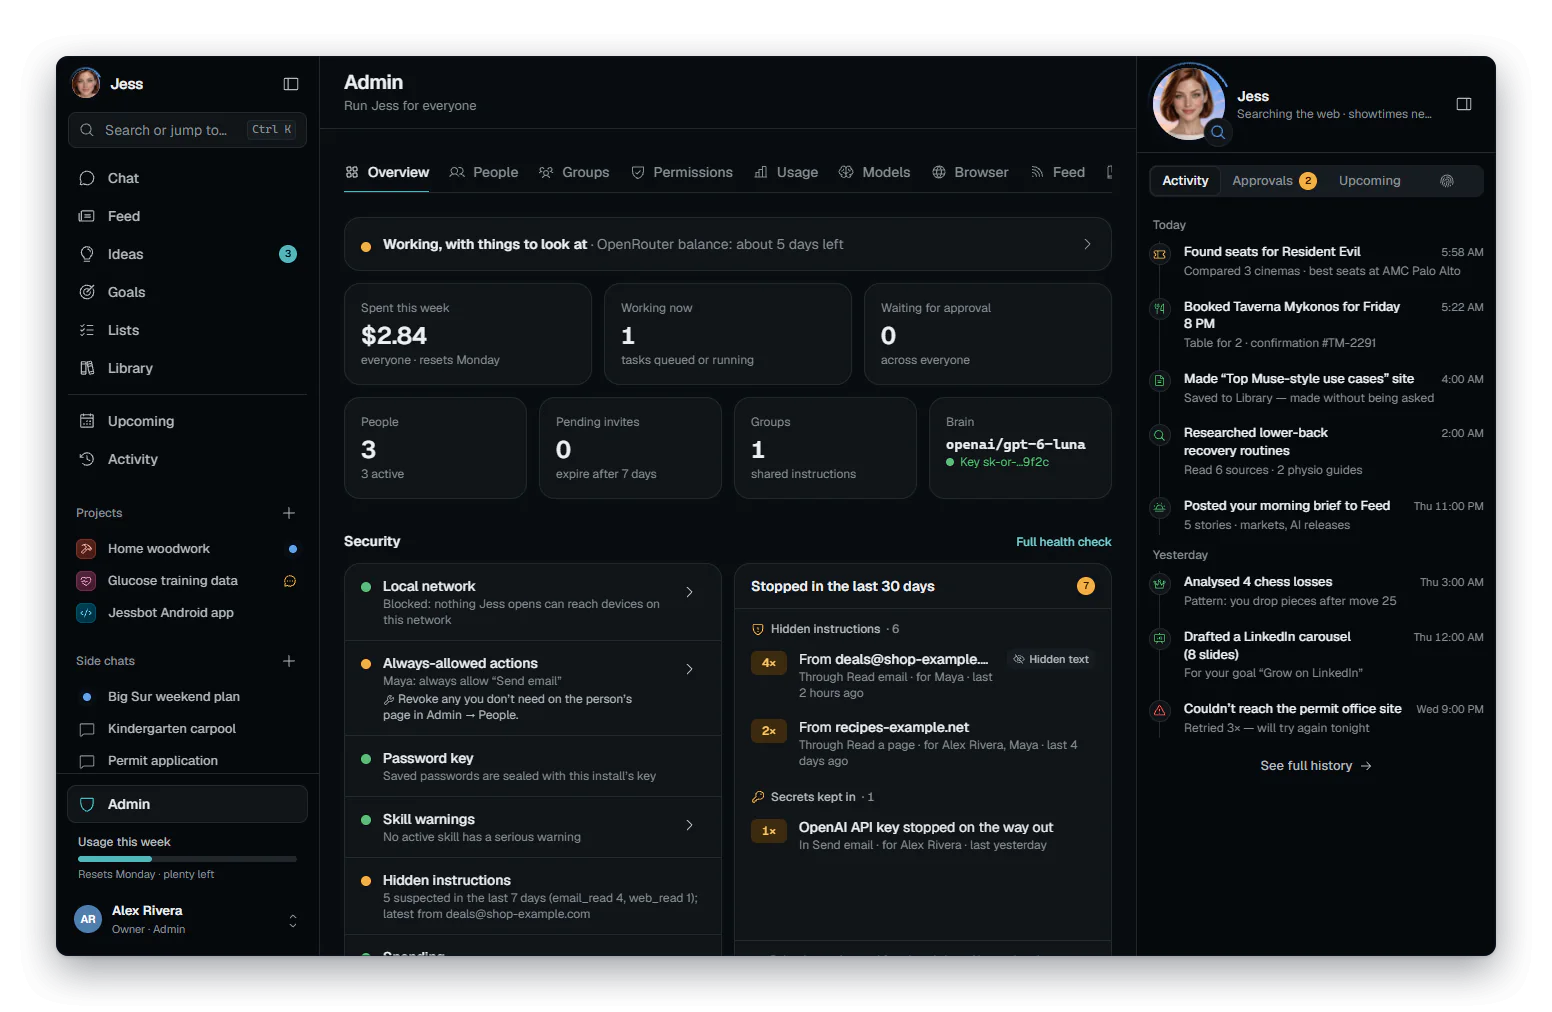 Jess
Search or jump to...
Ctrl K
Chat
Feed
Ideas
3
Goals
Lists
Library
Upcoming
Activity
Projects
Home woodwork
Glucose training data
Jessbot Android app
Side chats
Big Sur weekend plan
Kindergarten carpool
Permit application
Admin
Usage this week
Resets Monday · plenty left
AR
Alex Rivera
Owner · Admin
Admin
Run Jess for everyone
Overview
People
Groups
Permissions
Usage
Models
Browser
Feed
Working, with things to look at · OpenRouter balance: about 5 days left
Spent this week
$2.84
everyone · resets Monday
Working now
1
tasks queued or running
Waiting for approval
0
across everyone
People
3
3 active
Pending invites
0
expire after 7 days
Groups
1
shared instructions
Brain
openai/gpt-6-luna
Key sk-or-…9f2c
Security
Full health check
Local network
Blocked: nothing Jess opens can reach devices on
this network
Always-allowed actions
Maya: always allow “Send email”
Revoke any you don’t need on the person’s
page in Admin → People.
Password key
Saved passwords are sealed with this install’s key
Skill warnings
No active skill has a serious warning
Hidden instructions
5 suspected in the last 7 days (email_read 4, web_read 1);
latest from deals@shop-example.com
Stopped in the last 30 days
7
Hidden instructions · 6
4×
From deals@shop-example....
Hidden text
Through Read email · for Maya · last
2 hours ago
2×
From recipes-example.net
Through Read a page · for Alex Rivera, Maya · last 4
days ago
Secrets kept in · 1
1×
OpenAI API key stopped on the way out
In Send email · for Alex Rivera · last yesterday
Jess
Searching the web · showtimes ne...
Activity
Approvals
2
Upcoming
Today
Found seats for Resident Evil
5:58 AM
Compared 3 cinemas · best seats at AMC Palo Alto
Booked Taverna Mykonos for Friday
8 PM
5:22 AM
Table for 2 · confirmation #TM-2291
Made “Top Muse-style use cases” site
4:00 AM
Saved to Library — made without being asked
Researched lower-back
recovery routines
2:00 AM
Read 6 sources · 2 physio guides
Posted your morning brief to Feed
Thu 11:00 PM
5 stories · markets, AI releases
Yesterday
Analysed 4 chess losses
Thu 3:00 AM
Pattern: you drop pieces after move 25
Drafted a LinkedIn carousel
(8 slides)
Thu 12:00 AM
For your goal “Grow on LinkedIn”
Couldn’t reach the permit office site
Wed 9:00 PM
Retried 3× — will try again tonight
See full history →